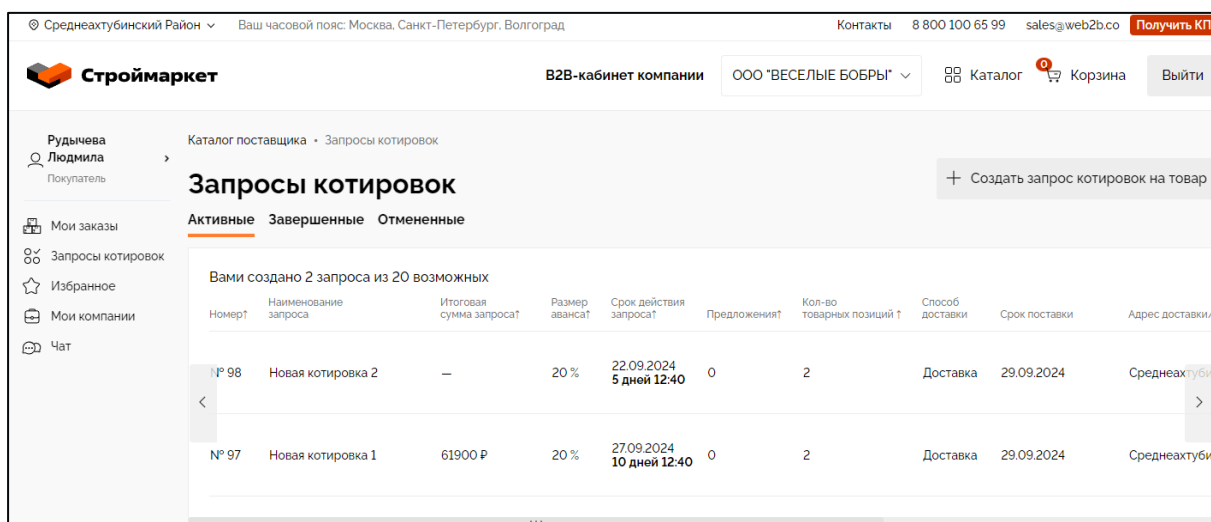 Среднеахтубинский Район Ваш часовой пояс: Москва, Санкт-Петербург, Волгоград Контакты 8 800 100 65 99 sales@web2b.co Получить КП
Строймаркет B2B-кабинет компании ООО "ВЕСЕЛЫЕ БОБРЫ" Каталог 0 Корзина Выйти
Рудычева
Людмила
Покупатель
Мои заказы
Запросы котировок
Избранное
Мои компании
Чат
Каталог поставщика • Запросы котировок
Запросы котировок
+ Создать запрос котировок на товар
Активные Завершенные Отмененные
Вами создано 2 запроса из 20 возможных
Номер↑ Наименование запроса Итоговая сумма запроса↑ Размер аванса↑ Срок действия запроса↑ Предложения↑ Кол-во товарных позиций ↑ Способ доставки Срок поставки Адрес доставки
№ 98 Новая котировка 2 — 20 % 22.09.2024 5 дней 12:40 0 2 Доставка 29.09.2024 Среднеахтуби
№ 97 Новая котировка 1 61900 ₽ 20 % 27.09.2024 10 дней 12:40 0 2 Доставка 29.09.2024 Среднеахтуби